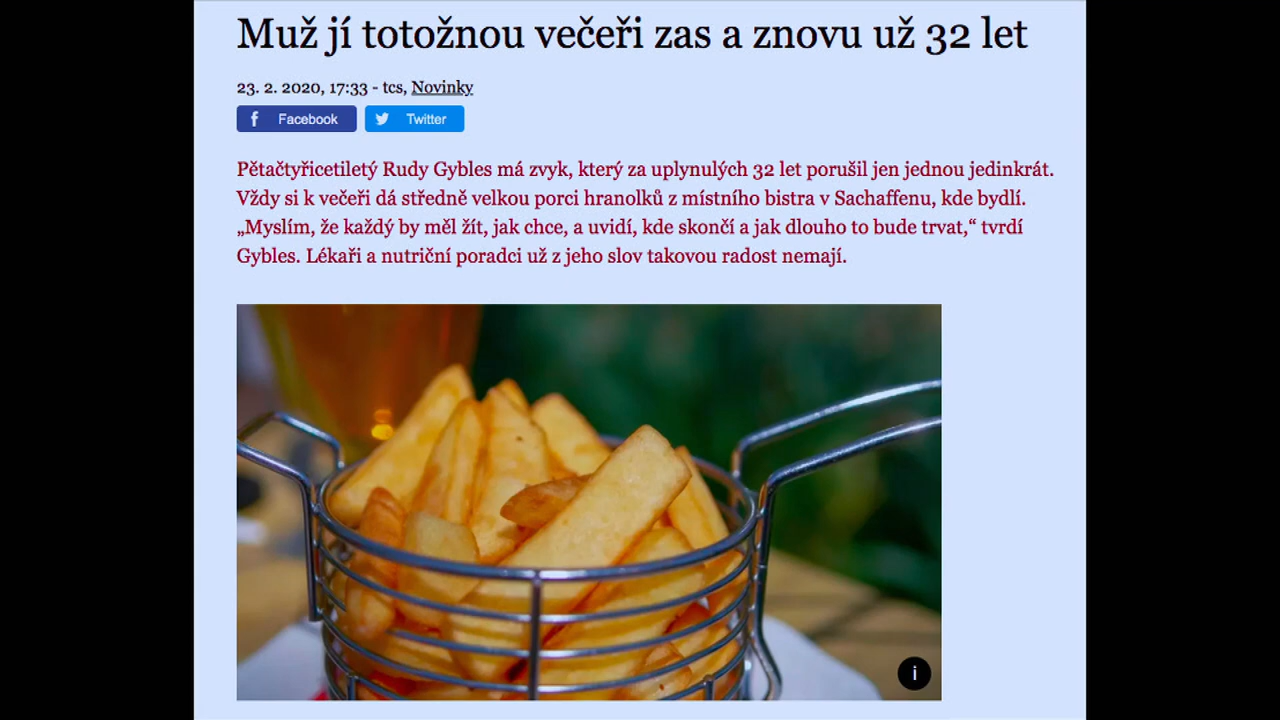 Muž jí totožnou večeři zas a znovu už 32 let
23. 2. 2020, 17:33 - tcs, Novinky
Facebook Twitter
Pětačtyřicetiletý Rudy Gybles má zvyk, který za uplynulých 32 let porušil jen jednou jedinkrát.
Vždy si k večeři dá středně velkou porci hranolků z místního bistra v Sachaffenu, kde bydlí.
„Myslím, že každý by měl žít, jak chce, a uvidí, kde skončí a jak dlouho to bude trvat,“ tvrdí
Gybles. Lékaři a nutriční poradci už z jeho slov takovou radost nemají.
i